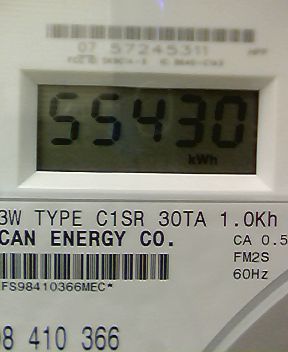 07 57245311
55430
kWh
3W TYPE C1SR 30TA 1.0Kh
CAN ENERGY CO.
CA 0.5
FM2S
60Hz
FS98410366MEC*
98 410 366